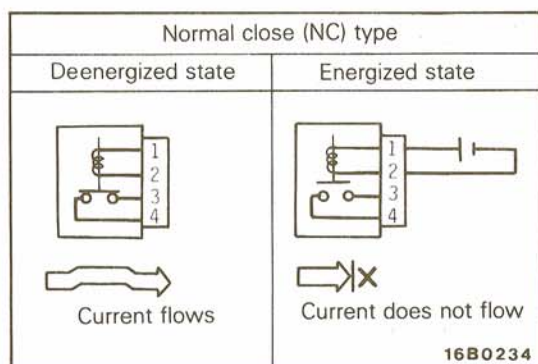 Normal close (NC) type
Deenergized state
Energized state
1
2
3
4
1
2
3
4
Current flows
Current does not flow
16B0234